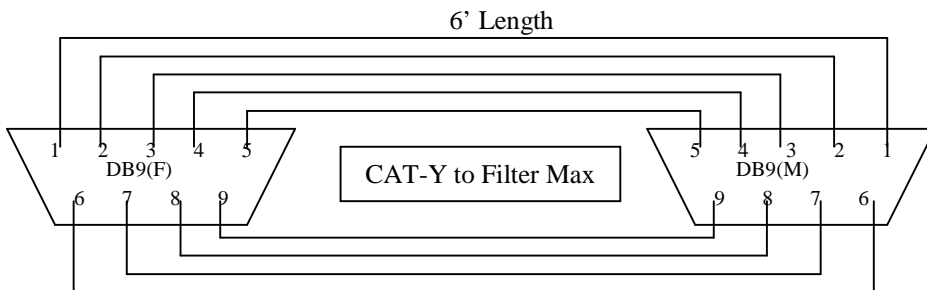 6’ Length
1 2 3 4 5 5 4 3 2 1
DB9(F) DB9(M)
CAT-Y to Filter Max
6 7 8 9 9 8 7 6